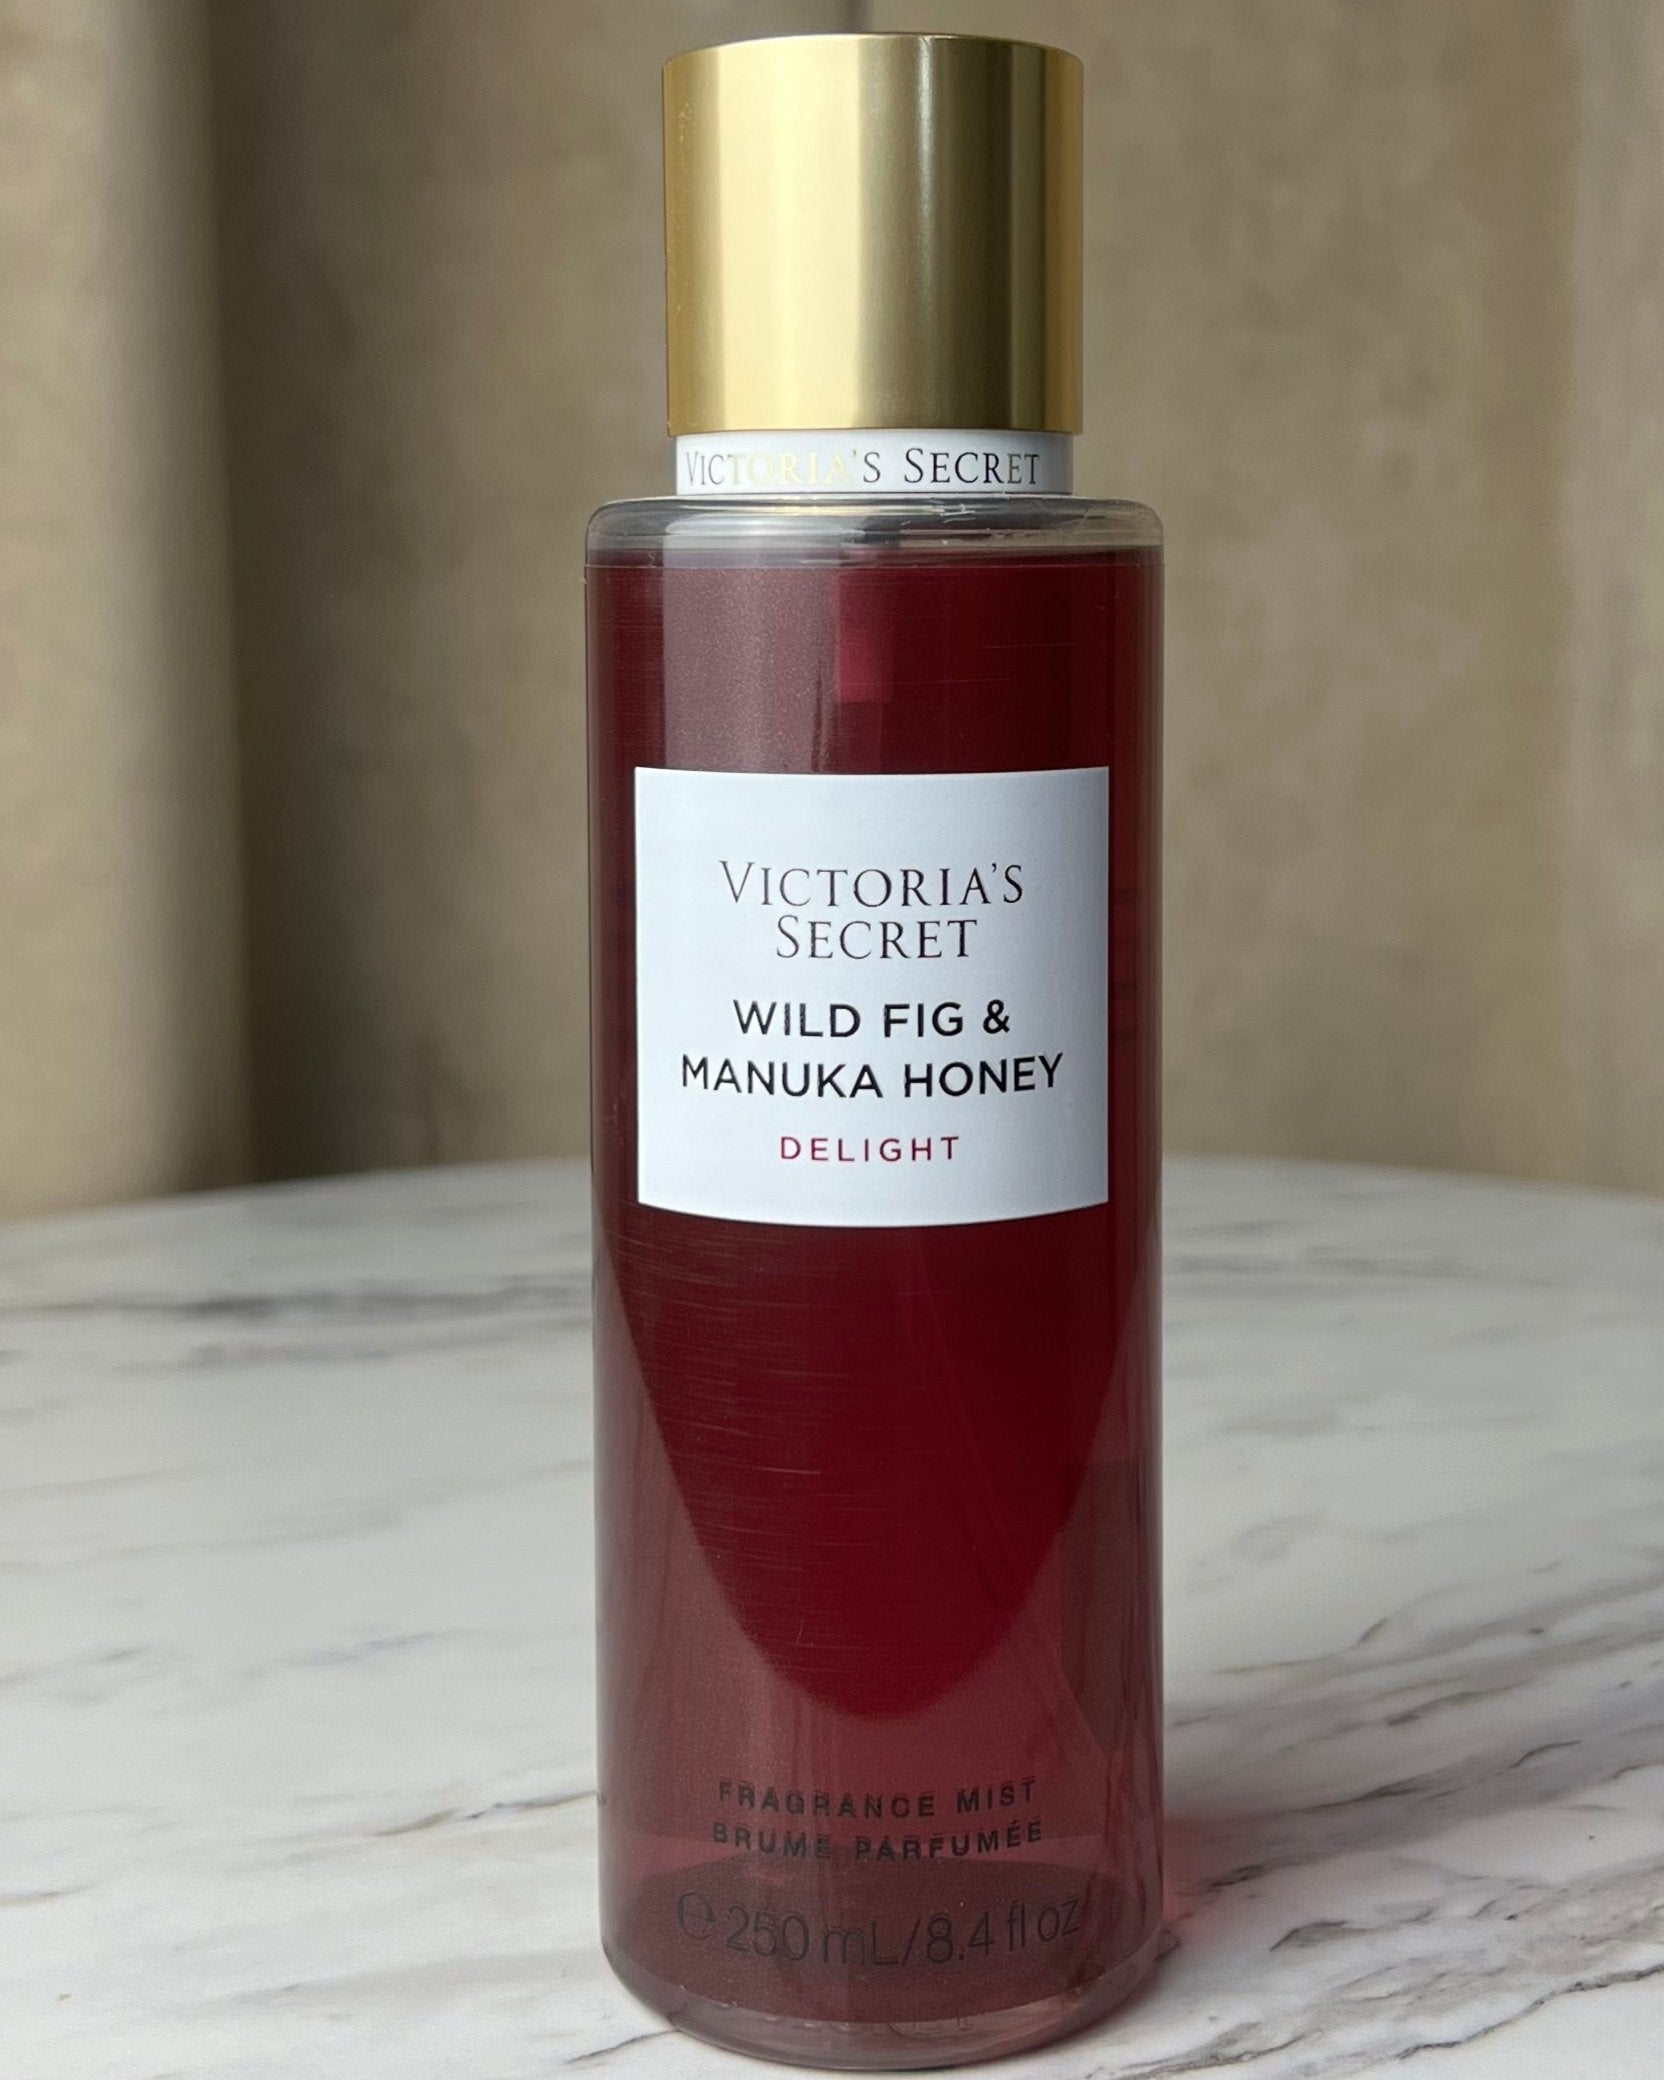 VICTORIA'S SECRET
VICTORIA'S
SECRET
WILD FIG &
MANUKA HONEY
DELIGHT
FRAGRANCE MIST
BRUME PARFUMÉE
℮ 250 mL/8.4 fl oz